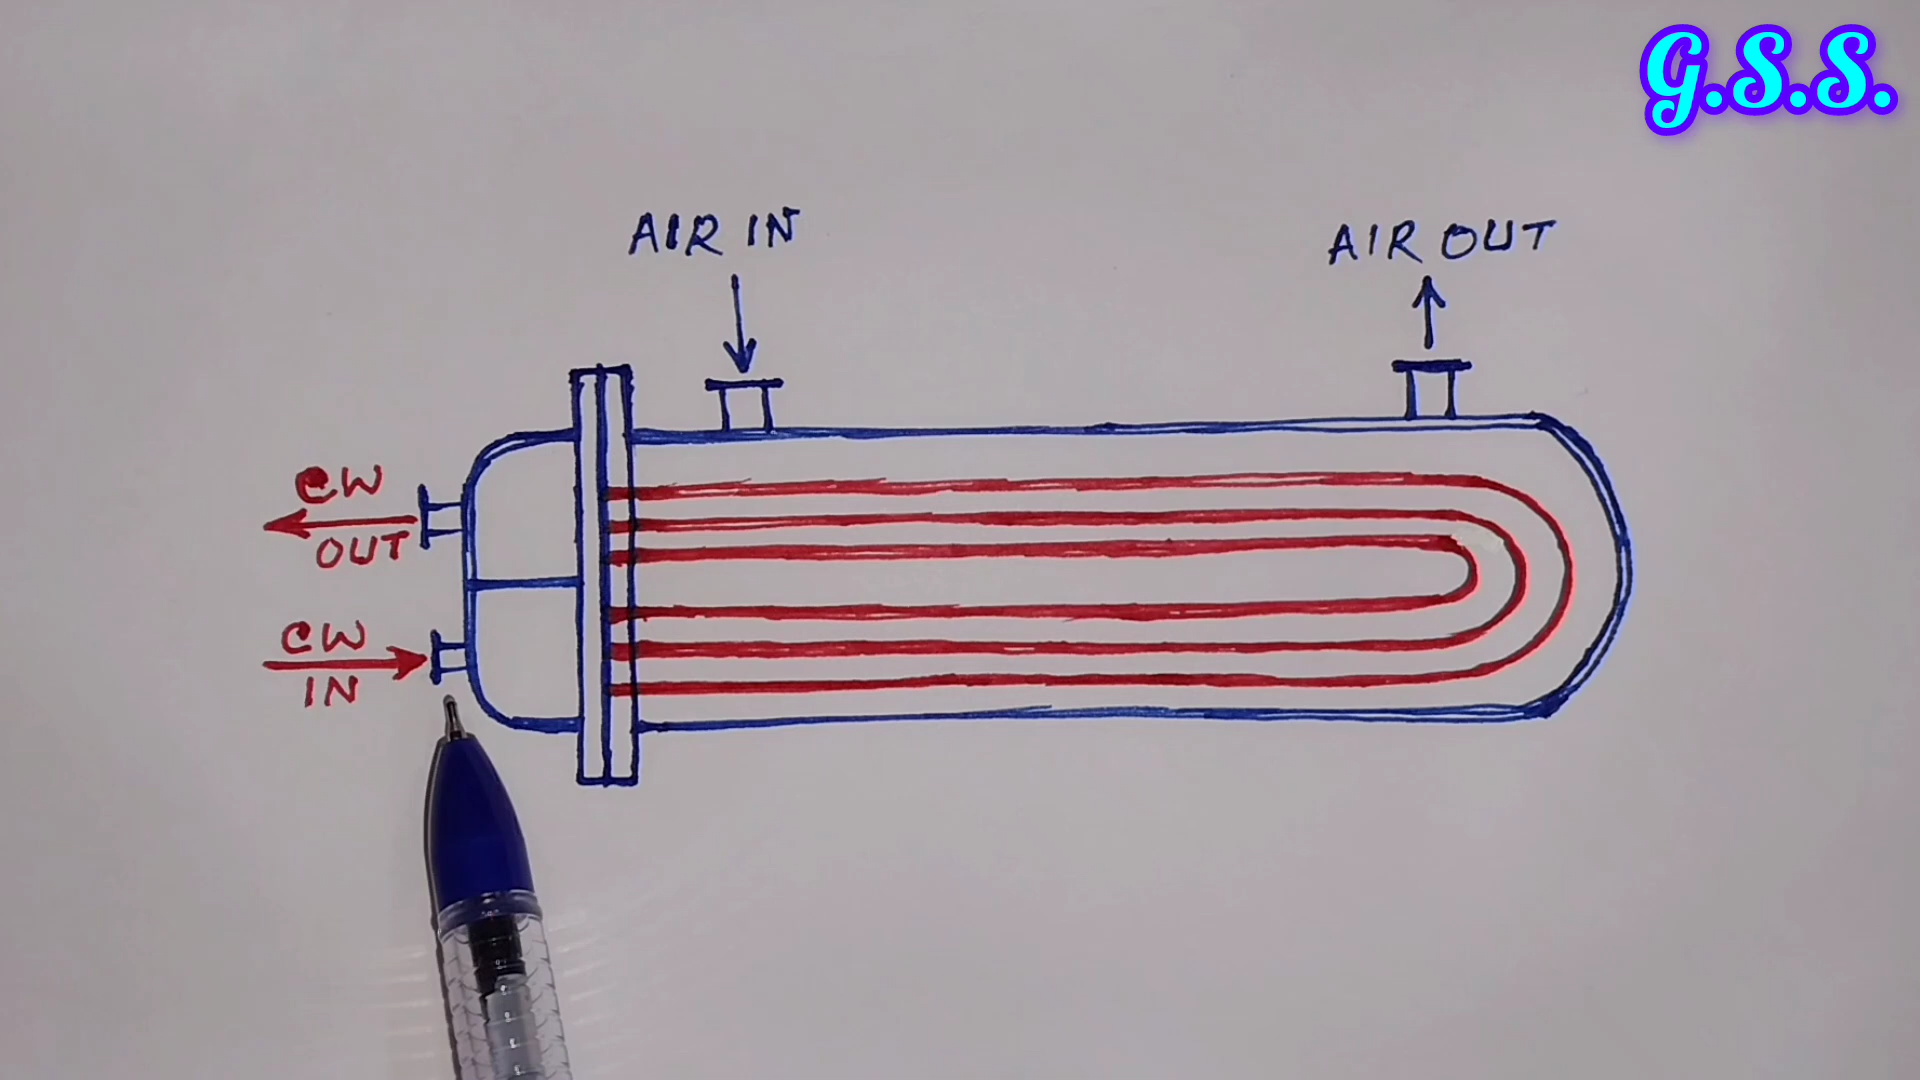 G.S.S.
AIR IN
AIR OUT
CW
OUT
CW
IN